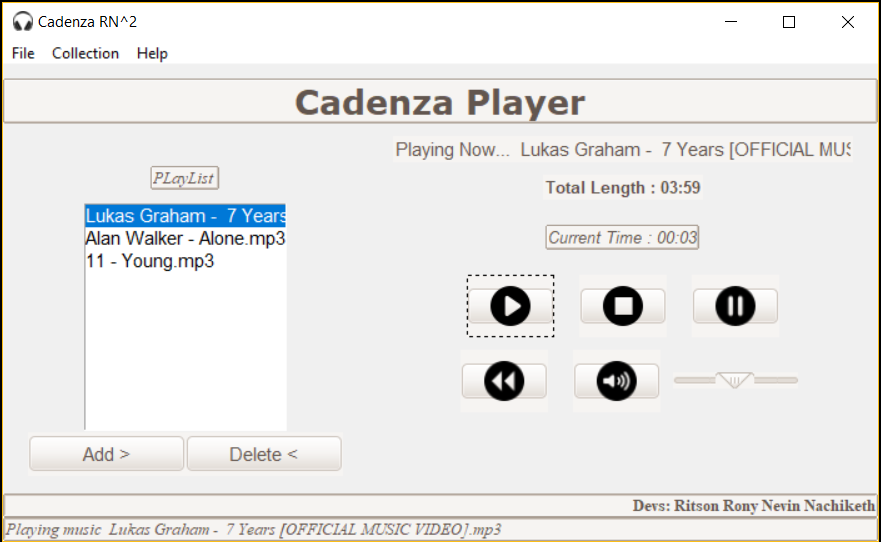 Cadenza RN^2
File Collection Help
Cadenza Player
Playing Now... Lukas Graham - 7 Years [OFFICIAL MUS
PLayList
Total Length : 03:59
Lukas Graham - 7 Years
Alan Walker - Alone.mp3
11 - Young.mp3
Current Time : 00:03
Add > Delete <
Devs: Ritson Rony Nevin Nachiketh
Playing music Lukas Graham - 7 Years [OFFICIAL MUSIC VIDEO].mp3